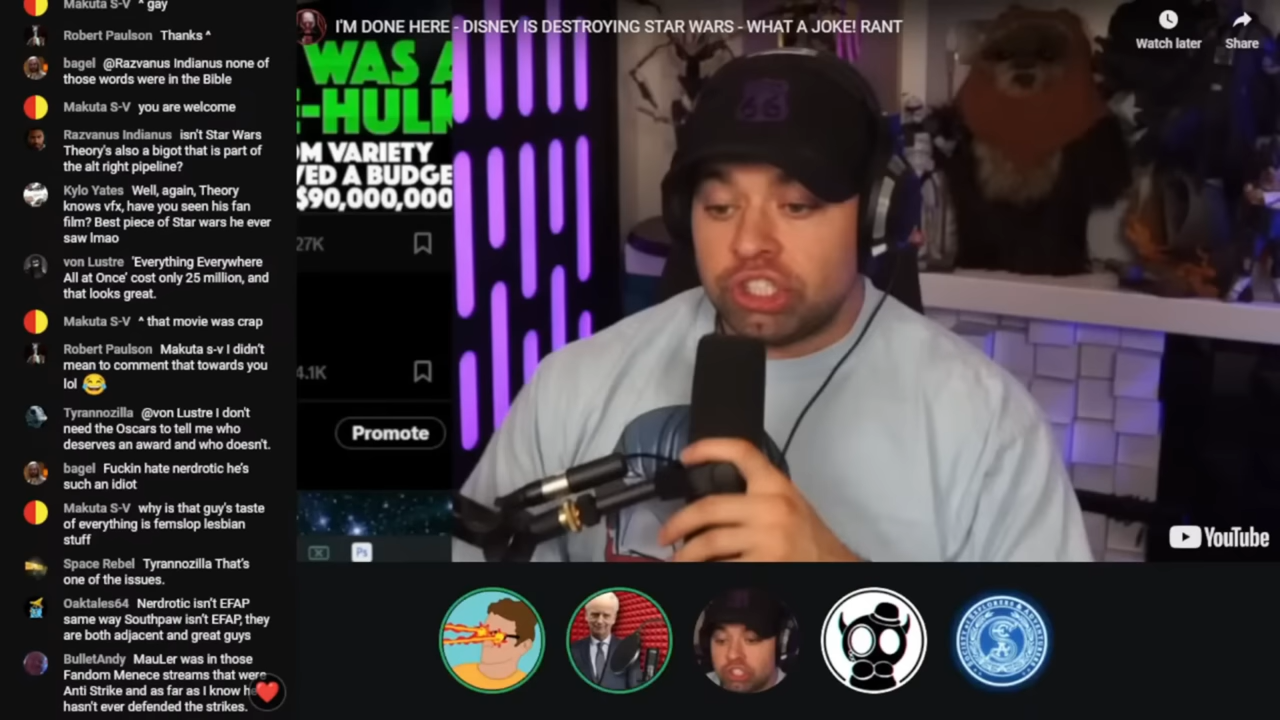 Makuta S-V ^ gay
Robert Paulson Thanks ^
bagel @Razvanus Indianus none of
those words were in the Bible
Makuta S-V you are welcome
Razvanus Indianus isn't Star Wars
Theory's also a bigot that is part of
the alt right pipeline?
Kylo Yates Well, again, Theory
knows vfx, have you seen his fan
film? Best piece of Star wars he ever
saw lmao
von Lustre 'Everything Everywhere
All at Once' cost only 25 million, and
that looks great.
Makuta S-V ^ that movie was crap
Robert Paulson Makuta s-v I didn't
mean to comment that towards you
lol 😂
Tyrannozilla @von Lustre I don't
need the Oscars to tell me who
deserves an award and who doesn't.
bagel Fuckin hate nerdrotic he's
such an idiot
Makuta S-V why is that guy's taste
of everything is femslop lesbian
stuff
Space Rebel Tyrannozilla That's
one of the issues.
Oaktales64 Nerdrotic isn't EFAP
same way Southpaw isn't EFAP, they
are both adjacent and great guys
BulletAndy MauLer was in those
Fandom Menece streams that were
Anti Strike and as far as I know
hasn't ever defended the strikes.
I'M DONE HERE - DISNEY IS DESTROYING STAR WARS - WHAT A JOKE! RANT
Watch later
Share
WAS A
E-HULK
OM VARIETY
VED A BUDGE
$90,000,000
27K
4.1K
Promote
Ps
66
YouTube